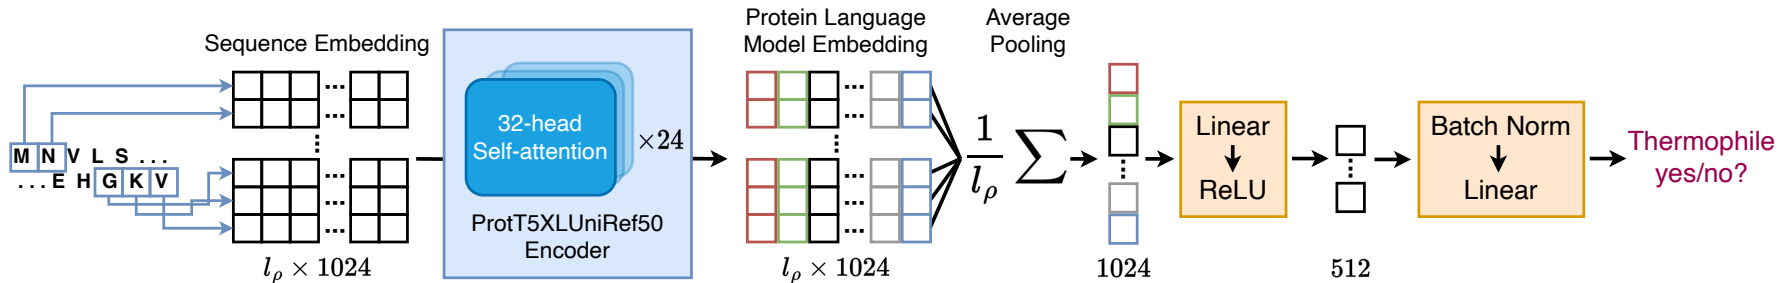 Sequence Embedding
M N V L S ...
... E H G K V
l_ρ × 1024
32-head
Self-attention
×24
ProtT5XLUniRef50
Encoder
Protein Language
Model Embedding
l_ρ × 1024
Average
Pooling
1/l_ρ ∑
1024
Linear
ReLU
512
Batch Norm
Linear
Thermophile
yes/no?